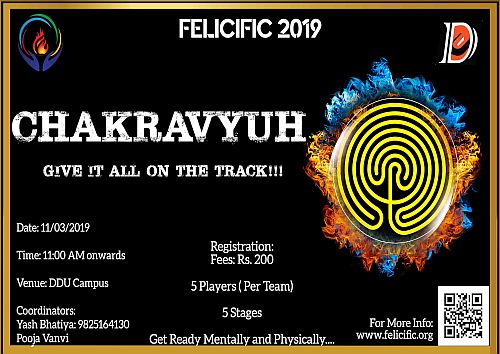 FELICIFIC 2019
CHAKRAVYUH
GIVE IT ALL ON THE TRACK!!!
Date: 11/03/2019
Time: 11:00 AM onwards
Venue: DDU Campus
Coordinators:
Yash Bhatiya: 9825164130
Pooja Vanvi
Registration:
Fees: Rs. 200
5 Players ( Per Team)
5 Stages
Get Ready Mentally and Physically....
For More Info:
www.felicific.org